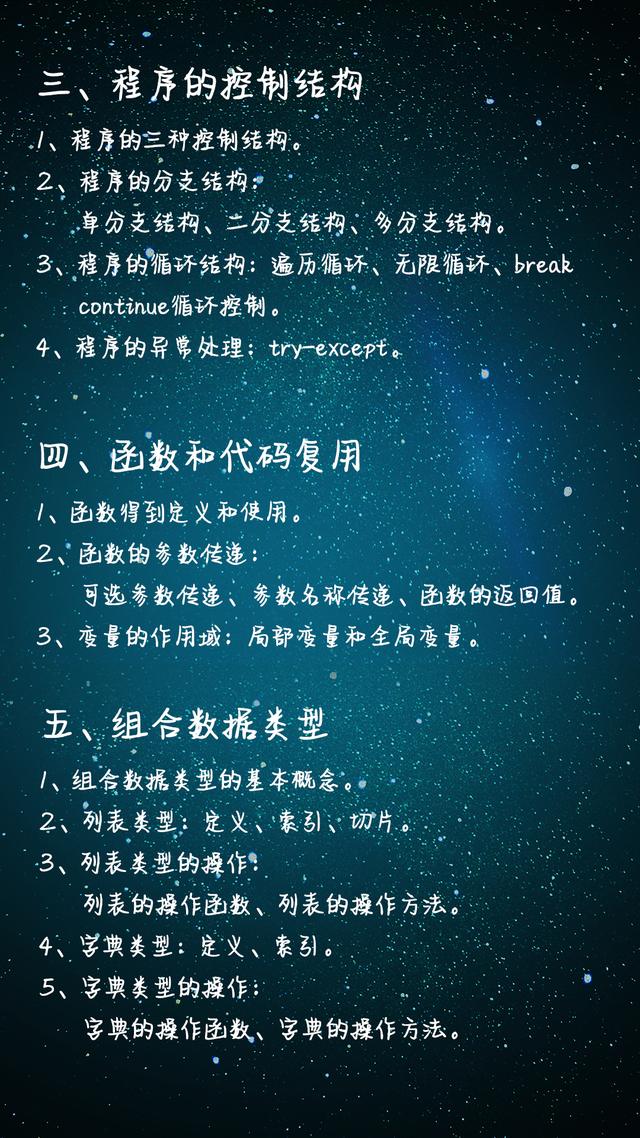 三、程序的控制结构
1、程序的三种控制结构。
2、程序的分支结构：
单分支结构、二分支结构、多分支结构。
3、程序的循环结构：遍历循环、无限循环、break
continue循环控制。
4、程序的异常处理：try-except。
四、函数和代码复用
1、函数得到定义和使用。
2、函数的参数传递：
可选参数传递、参数名称传递、函数的返回值。
3、变量的作用域：局部变量和全局变量。
五、组合数据类型
1、组合数据类型的基本概念。
2、列表类型：定义、索引、切片。
3、列表类型的操作：
列表的操作函数、列表的操作方法。
4、字典类型：定义、索引。
5、字典类型的操作：
字典的操作函数、字典的操作方法。